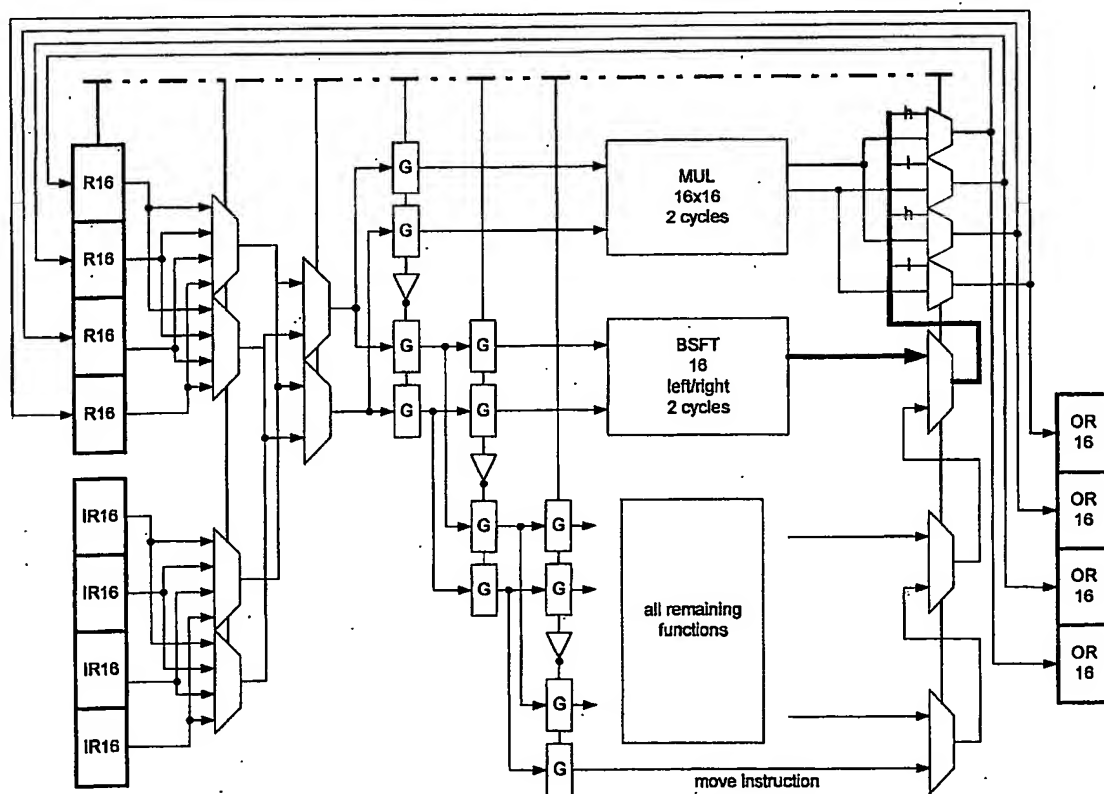 h
G
MUL
16x16
2 cycles
l
R16
G
h
R16
l
R16
G
G
BSFT
16
left/right
2 cycles
R16
G
G
OR
16
IR16
G
G
OR
16
IR16
G
G
all remaining
functions
OR
16
IR16
OR
16
G
IR16
G
move Instruction